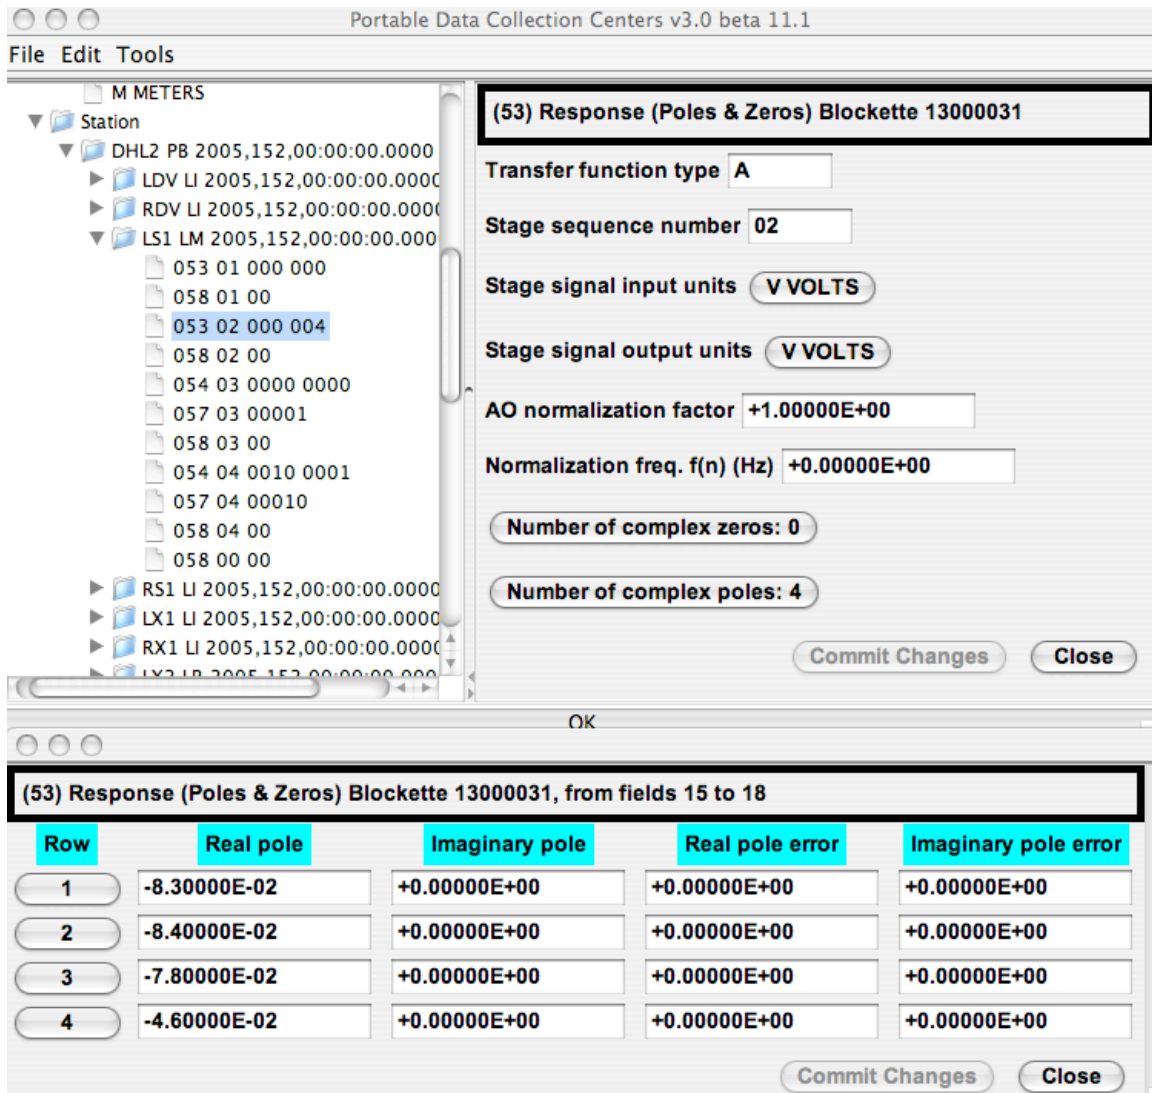 Portable Data Collection Centers v3.0 beta 11.1
File Edit Tools
M METERS
Station
DHL2 PB 2005,152,00:00:00.0000
LDV LI 2005,152,00:00:00.0000
RDV LI 2005,152,00:00:00.0000
LS1 LM 2005,152,00:00:00.000
053 01 000 000
058 01 00
053 02 000 004
058 02 00
054 03 0000 0000
057 03 00001
058 03 00
054 04 0010 0001
057 04 00010
058 04 00
058 00 00
RS1 LI 2005,152,00:00:00.0000
LX1 LI 2005,152,00:00:00.0000
RX1 LI 2005,152,00:00:00.0000
(53) Response (Poles & Zeros) Blockette 13000031
Transfer function type A
Stage sequence number 02
Stage signal input units V VOLTS
Stage signal output units V VOLTS
AO normalization factor +1.00000E+00
Normalization freq. f(n) (Hz) +0.00000E+00
Number of complex zeros: 0
Number of complex poles: 4
Commit Changes Close
OK
(53) Response (Poles & Zeros) Blockette 13000031, from fields 15 to 18
Row Real pole Imaginary pole Real pole error Imaginary pole error
1 -8.30000E-02 +0.00000E+00 +0.00000E+00 +0.00000E+00
2 -8.40000E-02 +0.00000E+00 +0.00000E+00 +0.00000E+00
3 -7.80000E-02 +0.00000E+00 +0.00000E+00 +0.00000E+00
4 -4.60000E-02 +0.00000E+00 +0.00000E+00 +0.00000E+00
Commit Changes Close